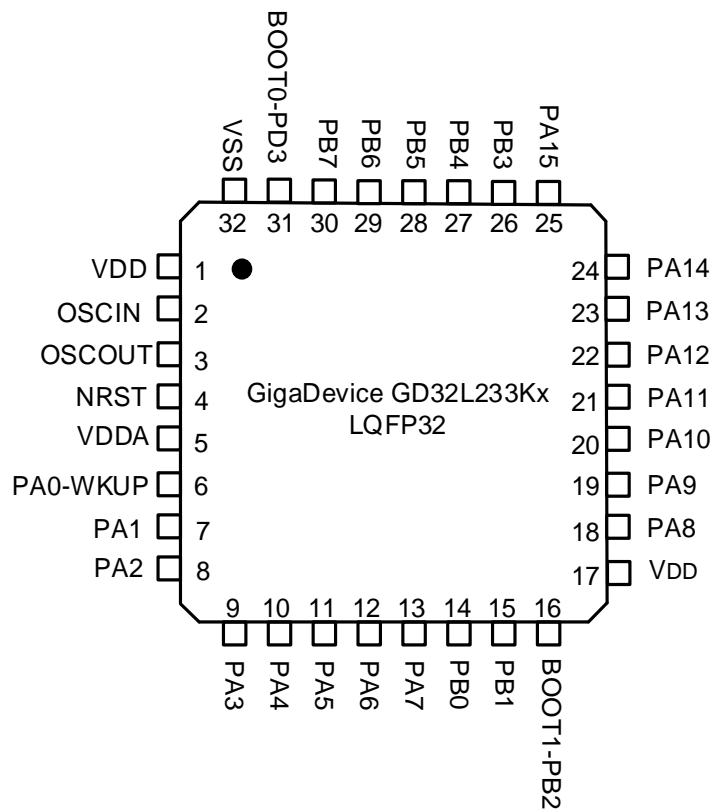 VSS
BOOT0-PD3
PB7
PB6
PB5
PB4
PB3
PA15
32 31 30 29 28 27 26 25
VDD 1 24 PA14
OSCIN 2 23 PA13
OSCOUT 3 22 PA12
NRST 4 21 PA11
VDDA 5 20 PA10
PA0-WKUP 6 19 PA9
PA1 7 18 PA8
PA2 8 17 VDD
GigaDevice GD32L233Kx
LQFP32
9 10 11 12 13 14 15 16
PA3
PA4
PA5
PA6
PA7
PB0
PB1
BOOT1-PB2